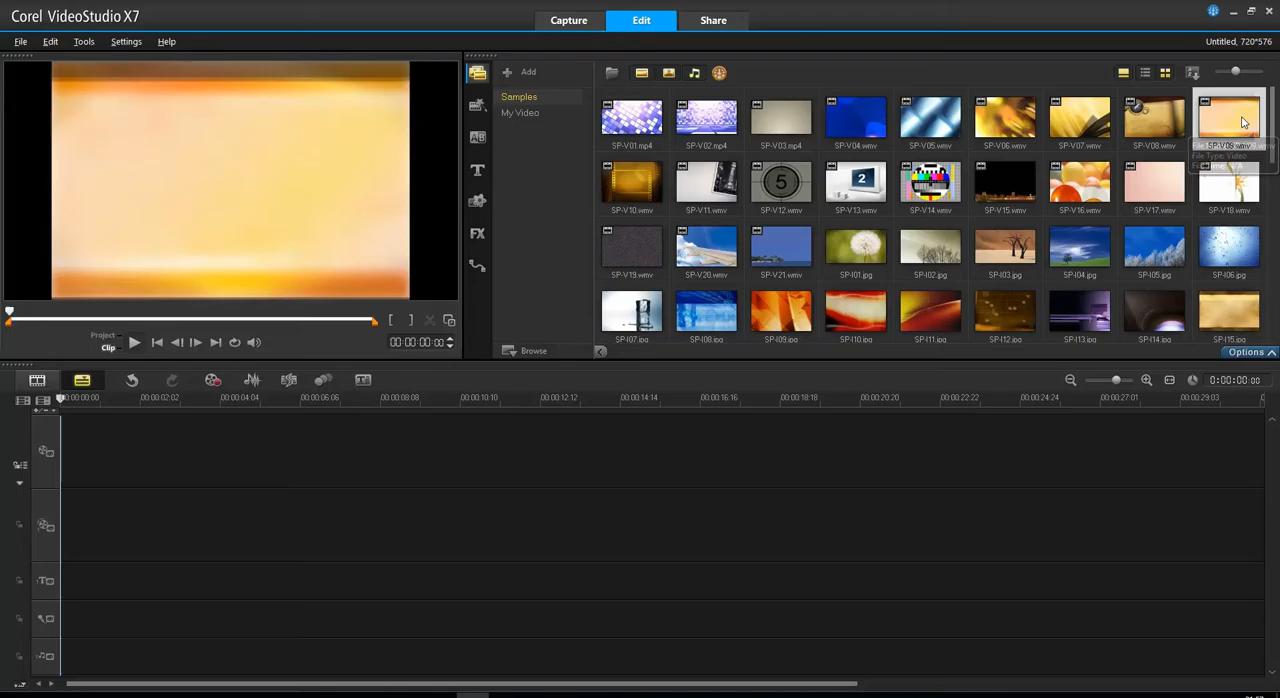 Corel VideoStudio X7
Capture
Edit
Share
File Edit Tools Settings Help
Untitled, 720*576
Add
Samples
My Video
SP-V01.mp4 SP-V02.mp4 SP-V03.mp4 SP-V04.wmv SP-V05.wmv SP-V06.wmv SP-V07.wmv SP-V08.wmv SP-V09.wmv
File Type: Video
SP-V10.wmv SP-V11.wmv SP-V12.wmv SP-V13.wmv SP-V14.wmv SP-V15.wmv SP-V16.wmv SP-V17.wmv SP-V18.wmv
SP-V19.wmv SP-V20.wmv SP-V21.wmv SP-I01.jpg SP-I02.jpg SP-I03.jpg SP-I04.jpg SP-I05.jpg SP-I06.jpg
SP-I07.jpg SP-I08.jpg SP-I09.jpg SP-I10.jpg SP-I11.jpg SP-I12.jpg SP-I13.jpg SP-I14.jpg SP-I15.jpg
Project
Clip
00:00:00:00
Browse
Options
0:00:00:00
00:00:00:00 00:00:02:02 00:00:04:04 00:00:06:06 00:00:08:08 00:00:10:10 00:00:12:12 00:00:14:14 00:00:16:16 00:00:18:18 00:00:20:20 00:00:22:22 00:00:24:24 00:00:27:01 00:00:29:03